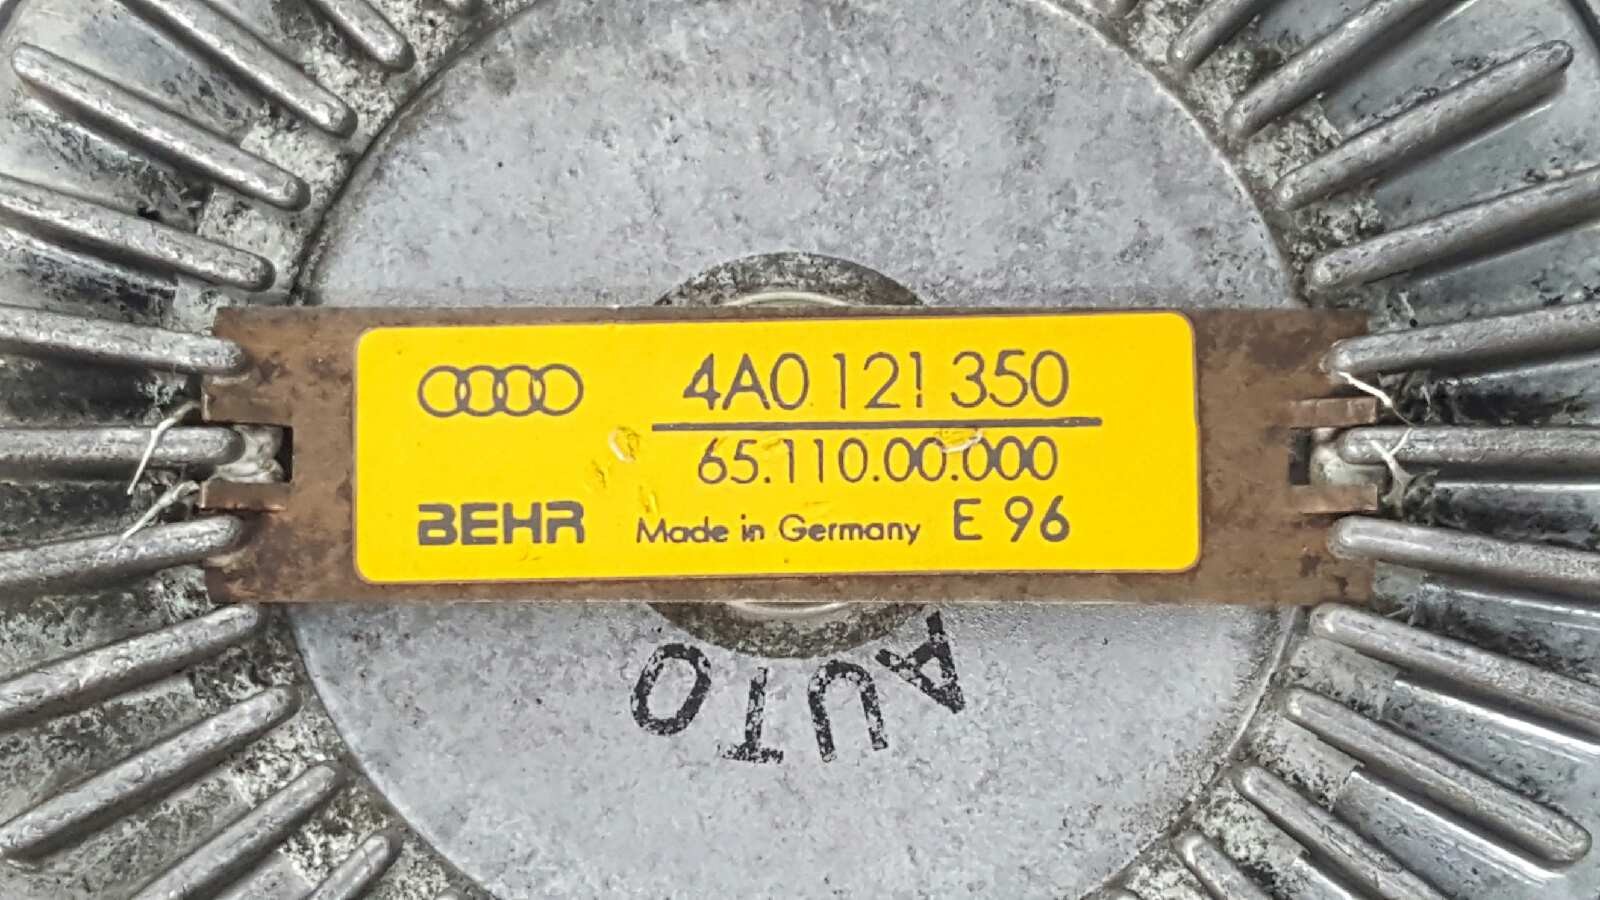 4A0 121 350
65.110.00.000
BEHR Made in Germany E 96
AUTO